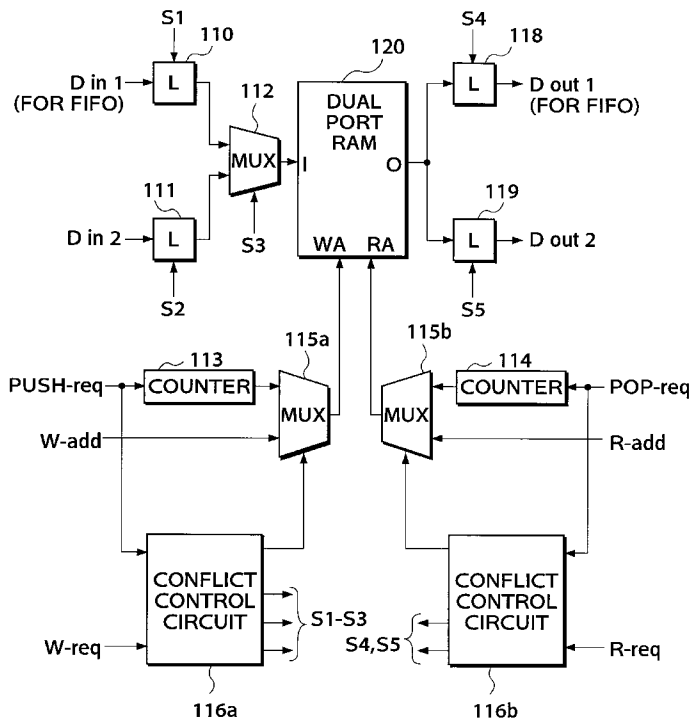 S1
110
S4
118
120
D in 1
(FOR FIFO)
L
112
DUAL
PORT
RAM
L
D out 1
(FOR FIFO)
MUX
I
O
111
119
D in 2
L
S3
WA
RA
L
D out 2
S2
S5
115a
115b
113
114
PUSH-req
COUNTER
MUX
MUX
COUNTER
POP-req
W-add
R-add
CONFLICT
CONTROL
CIRCUIT
S1-S3
S4,S5
CONFLICT
CONTROL
CIRCUIT
W-req
R-req
116a
116b